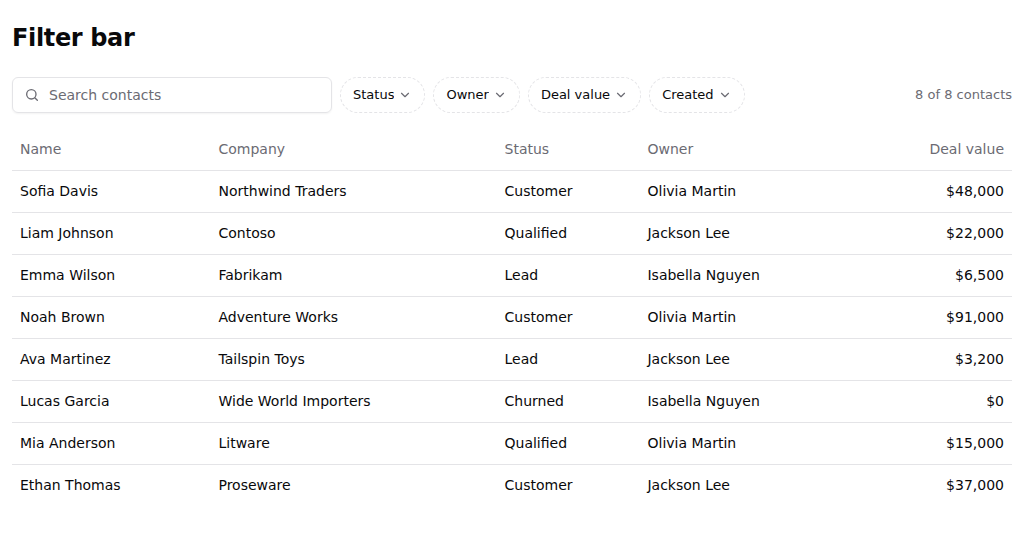 Filter bar
Search contacts Status Owner Deal value Created 8 of 8 contacts
Name Company Status Owner Deal value
Sofia Davis Northwind Traders Customer Olivia Martin $48,000
Liam Johnson Contoso Qualified Jackson Lee $22,000
Emma Wilson Fabrikam Lead Isabella Nguyen $6,500
Noah Brown Adventure Works Customer Olivia Martin $91,000
Ava Martinez Tailspin Toys Lead Jackson Lee $3,200
Lucas Garcia Wide World Importers Churned Isabella Nguyen $0
Mia Anderson Litware Qualified Olivia Martin $15,000
Ethan Thomas Proseware Customer Jackson Lee $37,000